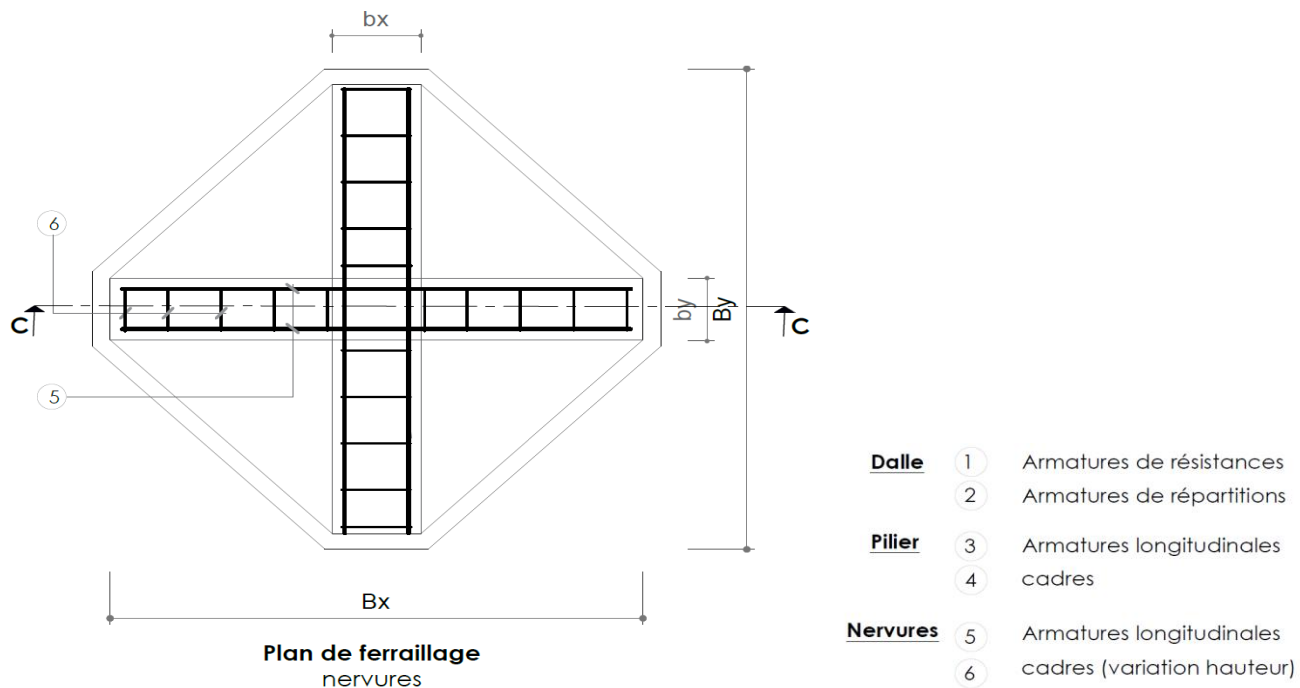 bx
6
C
by
By
C
5
Bx
Plan de ferraillage
nervures
Dalle 1 Armatures de résistances
2 Armatures de répartitions
Pilier 3 Armatures longitudinales
4 cadres
Nervures 5 Armatures longitudinales
6 cadres (variation hauteur)